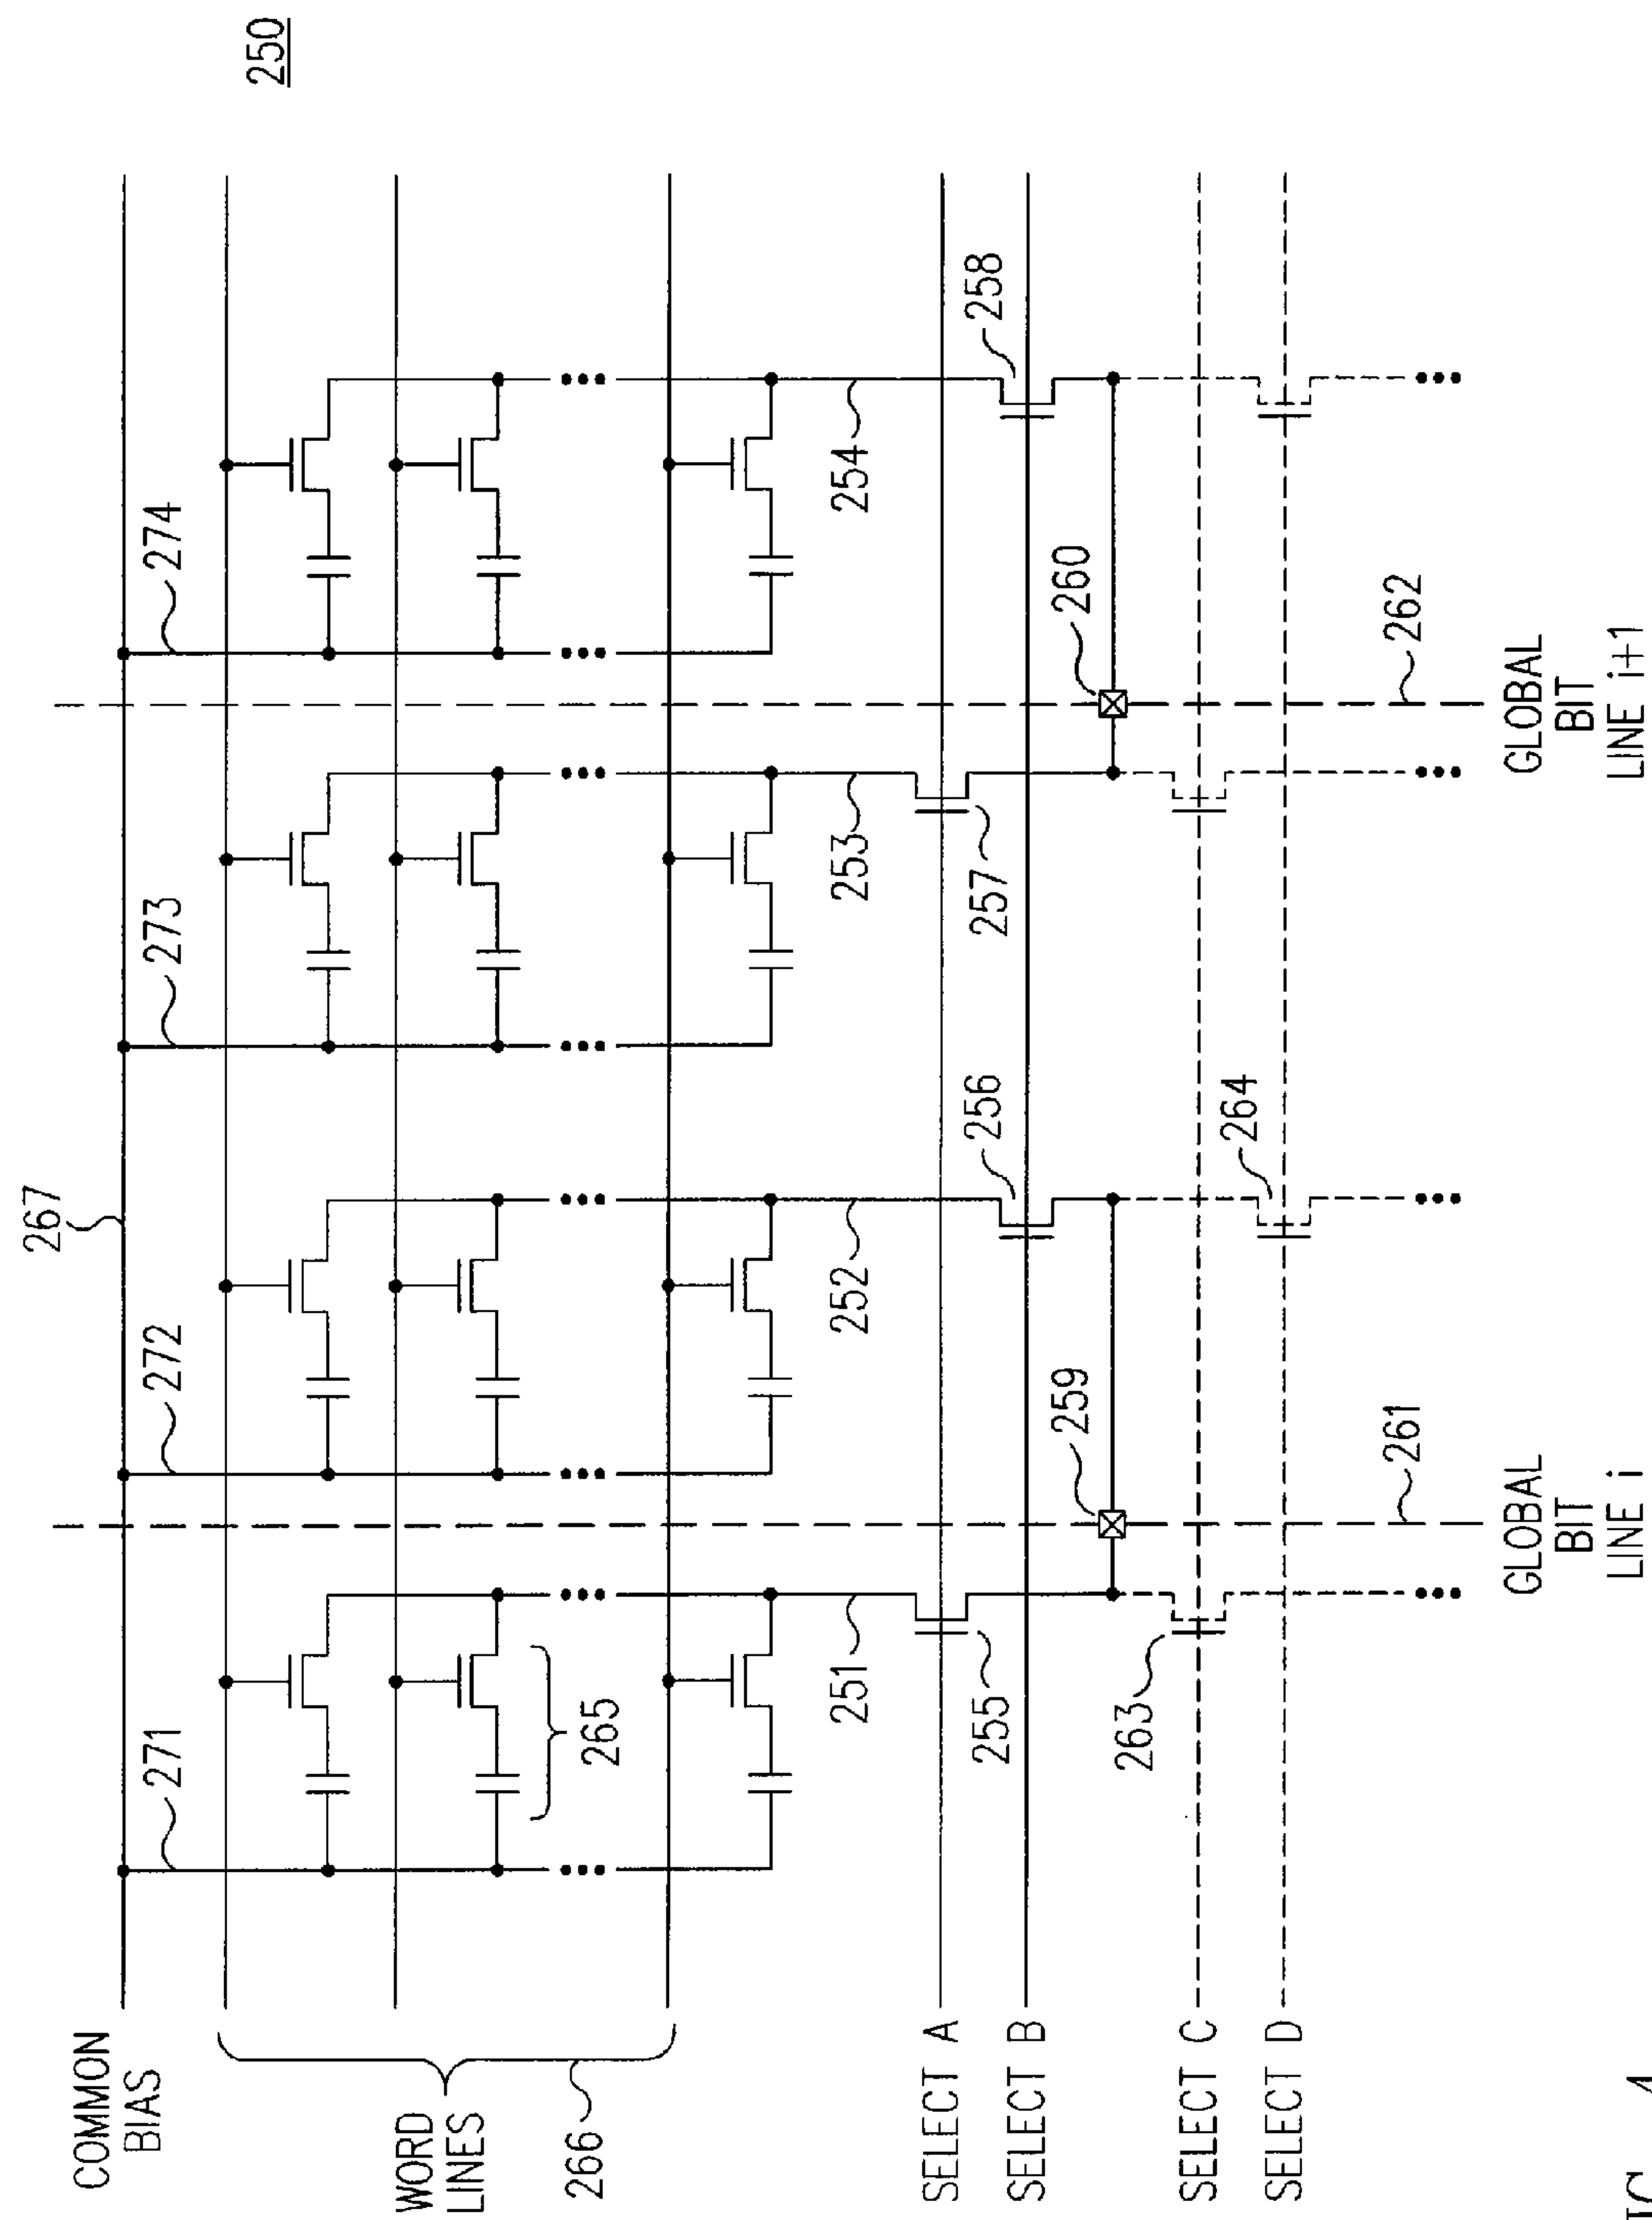 250
267
COMMON
BIAS
271
272
273
274
WORD
LINES
266
265
251
252
253
254
SELECT A
255
257
SELECT B
256
258
259
260
SELECT C
263
SELECT D
264
261
262
GLOBAL
BIT
LINE i
GLOBAL
BIT
LINE i+1